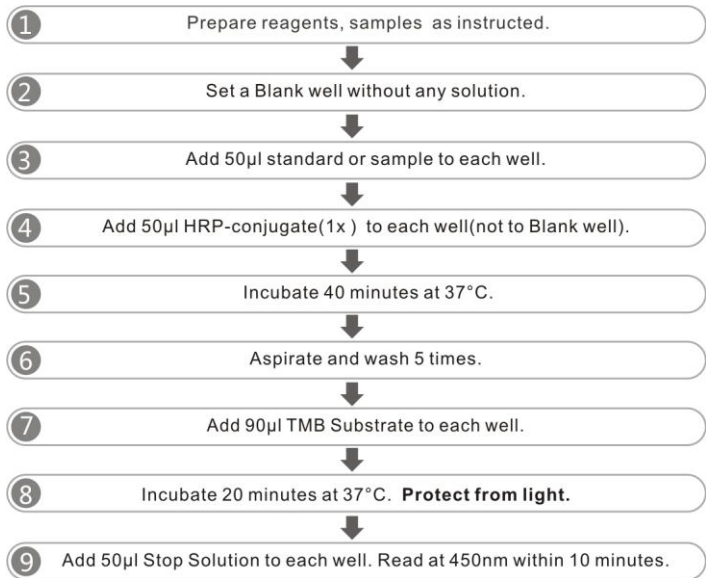 1 Prepare reagents, samples as instructed.
2 Set a Blank well without any solution.
3 Add 50μl standard or sample to each well.
4 Add 50μl HRP-conjugate(1x ) to each well(not to Blank well).
5 Incubate 40 minutes at 37°C.
6 Aspirate and wash 5 times.
7 Add 90μl TMB Substrate to each well.
8 Incubate 20 minutes at 37°C. Protect from light.
9 Add 50μl Stop Solution to each well. Read at 450nm within 10 minutes.